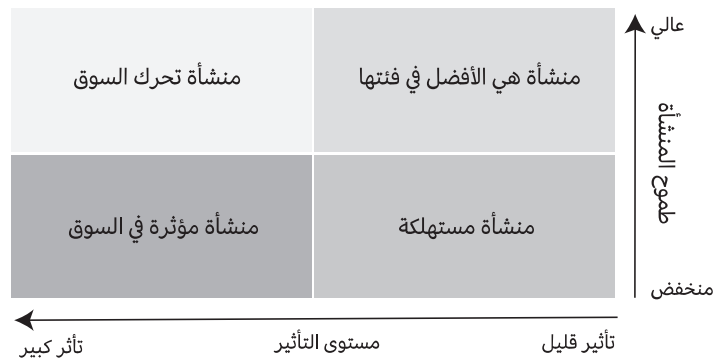 عالي
طموح المنشأة
منخفض
منشأة هي الأفضل في فئتها
منشأة تحرك السوق
منشأة مستهلكة
منشأة مؤثرة في السوق
تأثير قليل
مستوى التأثير
تأثر كبير